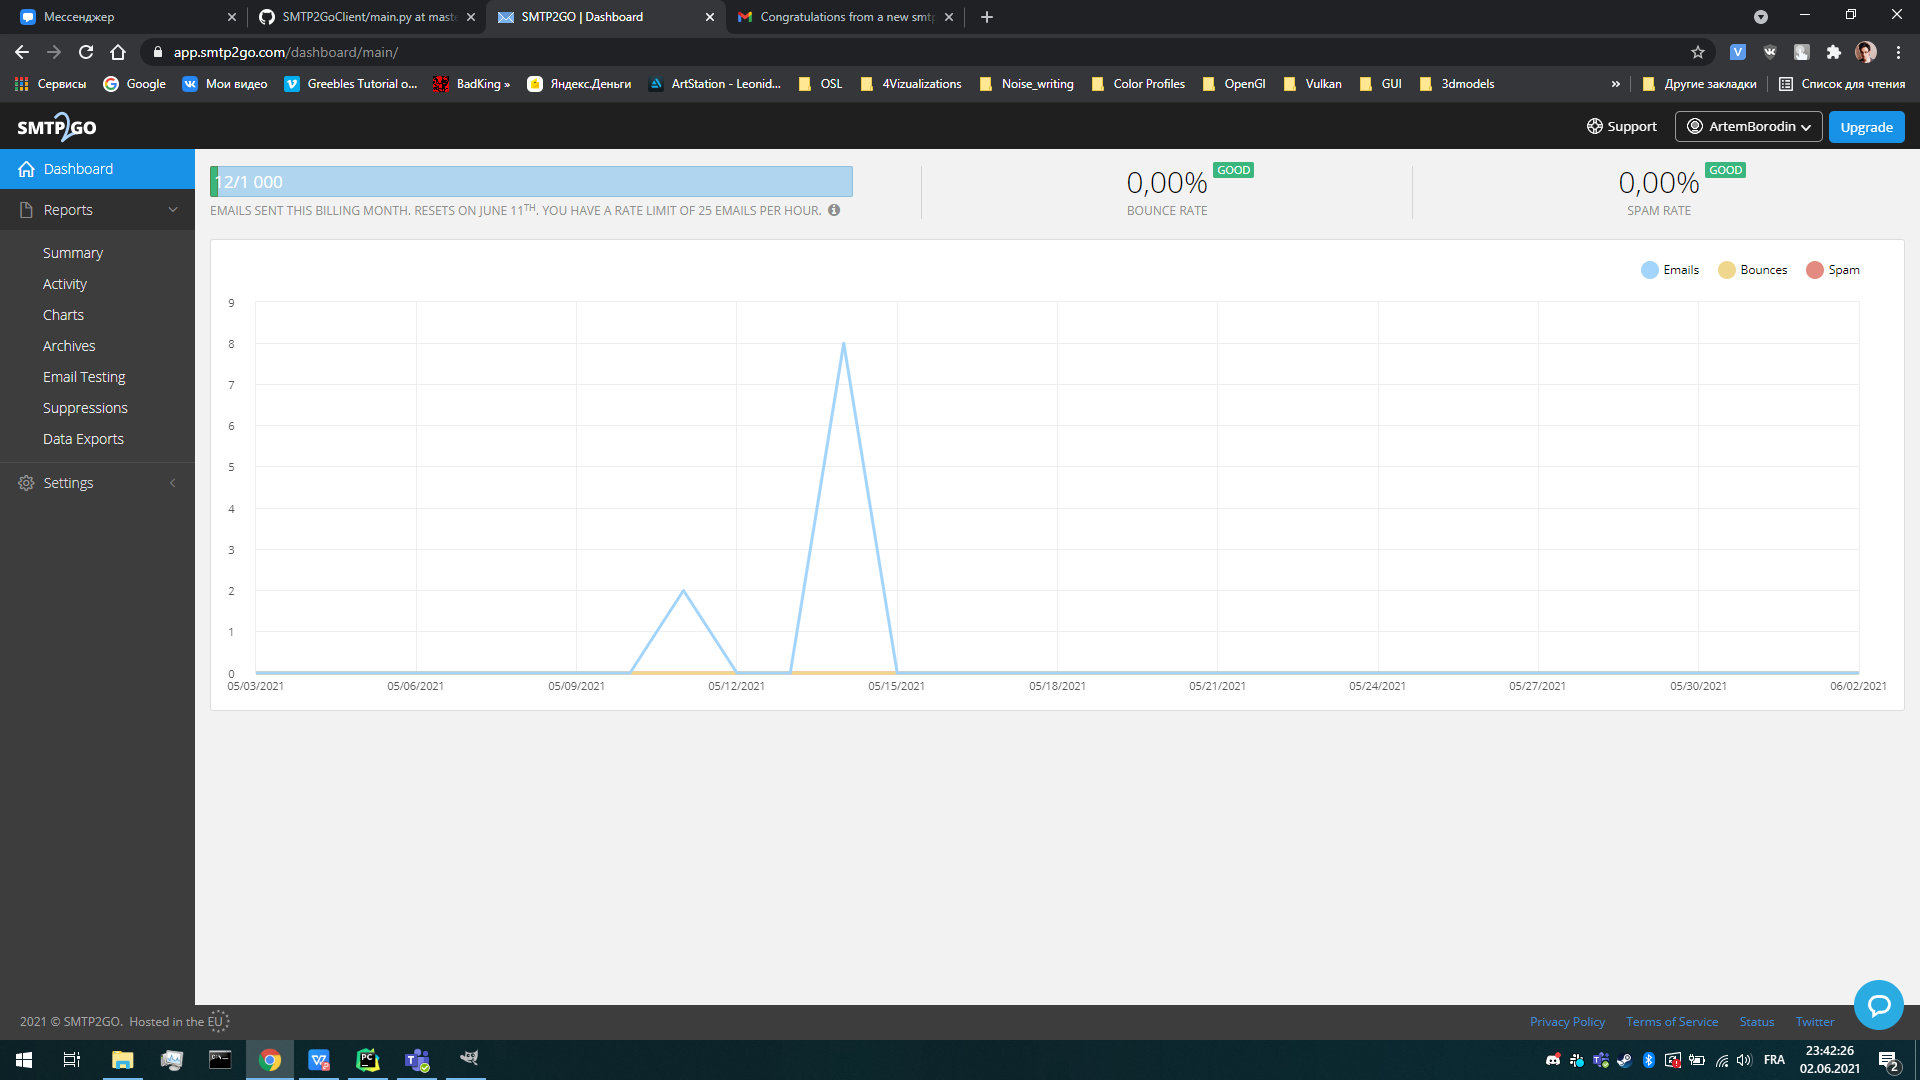 Мессенджер
SMTP2GoClient/main.py at maste
SMTP2GO | Dashboard
Congratulations from a new smtp
app.smtp2go.com/dashboard/main/
Сервисы
Google
Мои видео
Greebles Tutorial o...
BadKing »
Яндекс.Деньги
ArtStation - Leonid...
OSL
4Vizualizations
Noise_writing
Color Profiles
OpenGl
Vulkan
GUI
3dmodels
»
Другие закладки
Список для чтения
SMTP2GO
Support
ArtemBorodin
Upgrade
Dashboard
Reports
Summary
Activity
Charts
Archives
Email Testing
Suppressions
Data Exports
Settings
12/1 000
EMAILS SENT THIS BILLING MONTH. RESETS ON JUNE 11TH. YOU HAVE A RATE LIMIT OF 25 EMAILS PER HOUR.
0,00% GOOD
BOUNCE RATE
0,00% GOOD
SPAM RATE
Emails
Bounces
Spam
9
8
7
6
5
4
3
2
1
0
05/03/2021
05/06/2021
05/09/2021
05/12/2021
05/15/2021
05/18/2021
05/21/2021
05/24/2021
05/27/2021
05/30/2021
06/02/2021
2021 © SMTP2GO. Hosted in the EU
Privacy Policy
Terms of Service
Status
Twitter
FRA
23:42:26
02.06.2021
2